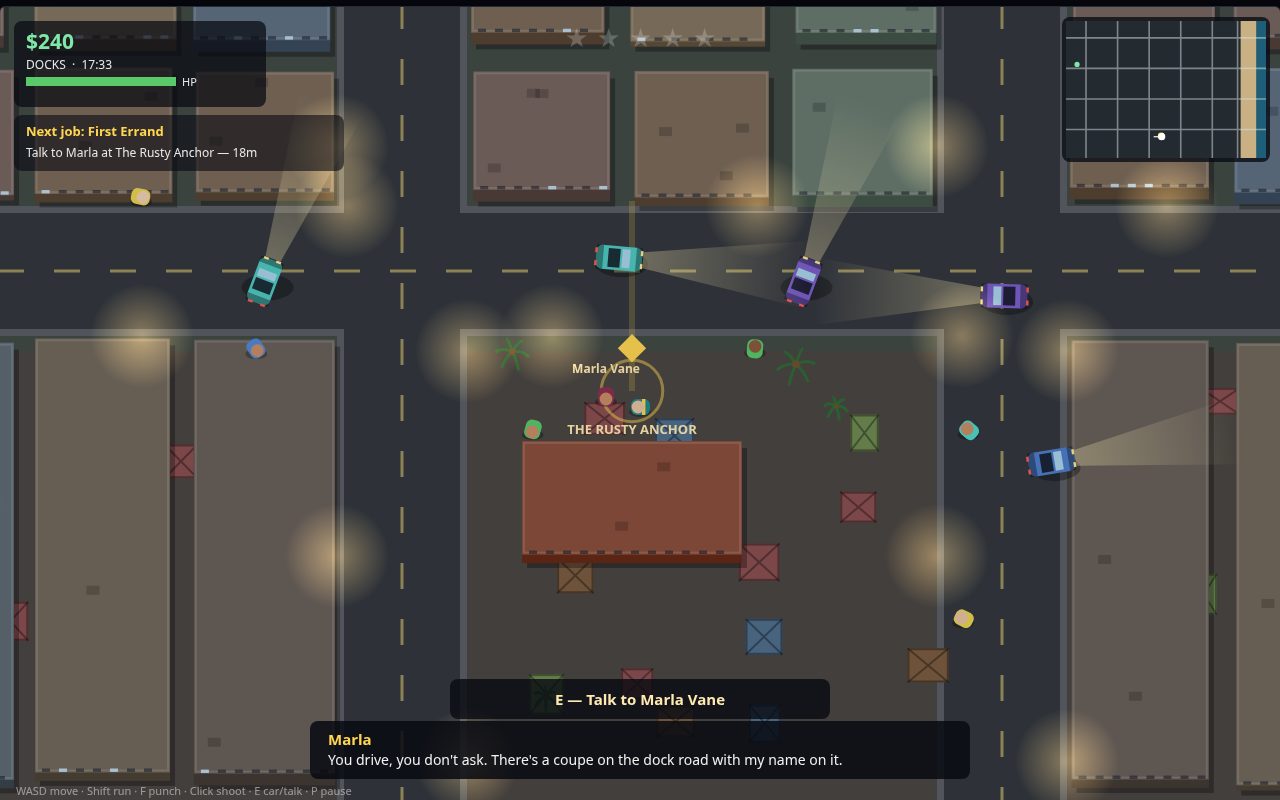 $240
DOCKS · 17:33
HP
Next job: First Errand
Talk to Marla at The Rusty Anchor — 18m
Marla Vane
THE RUSTY ANCHOR
E — Talk to Marla Vane
Marla
You drive, you don't ask. There's a coupe on the dock road with my name on it.
WASD move · Shift run · F punch · Click shoot · E car/talk · P pause